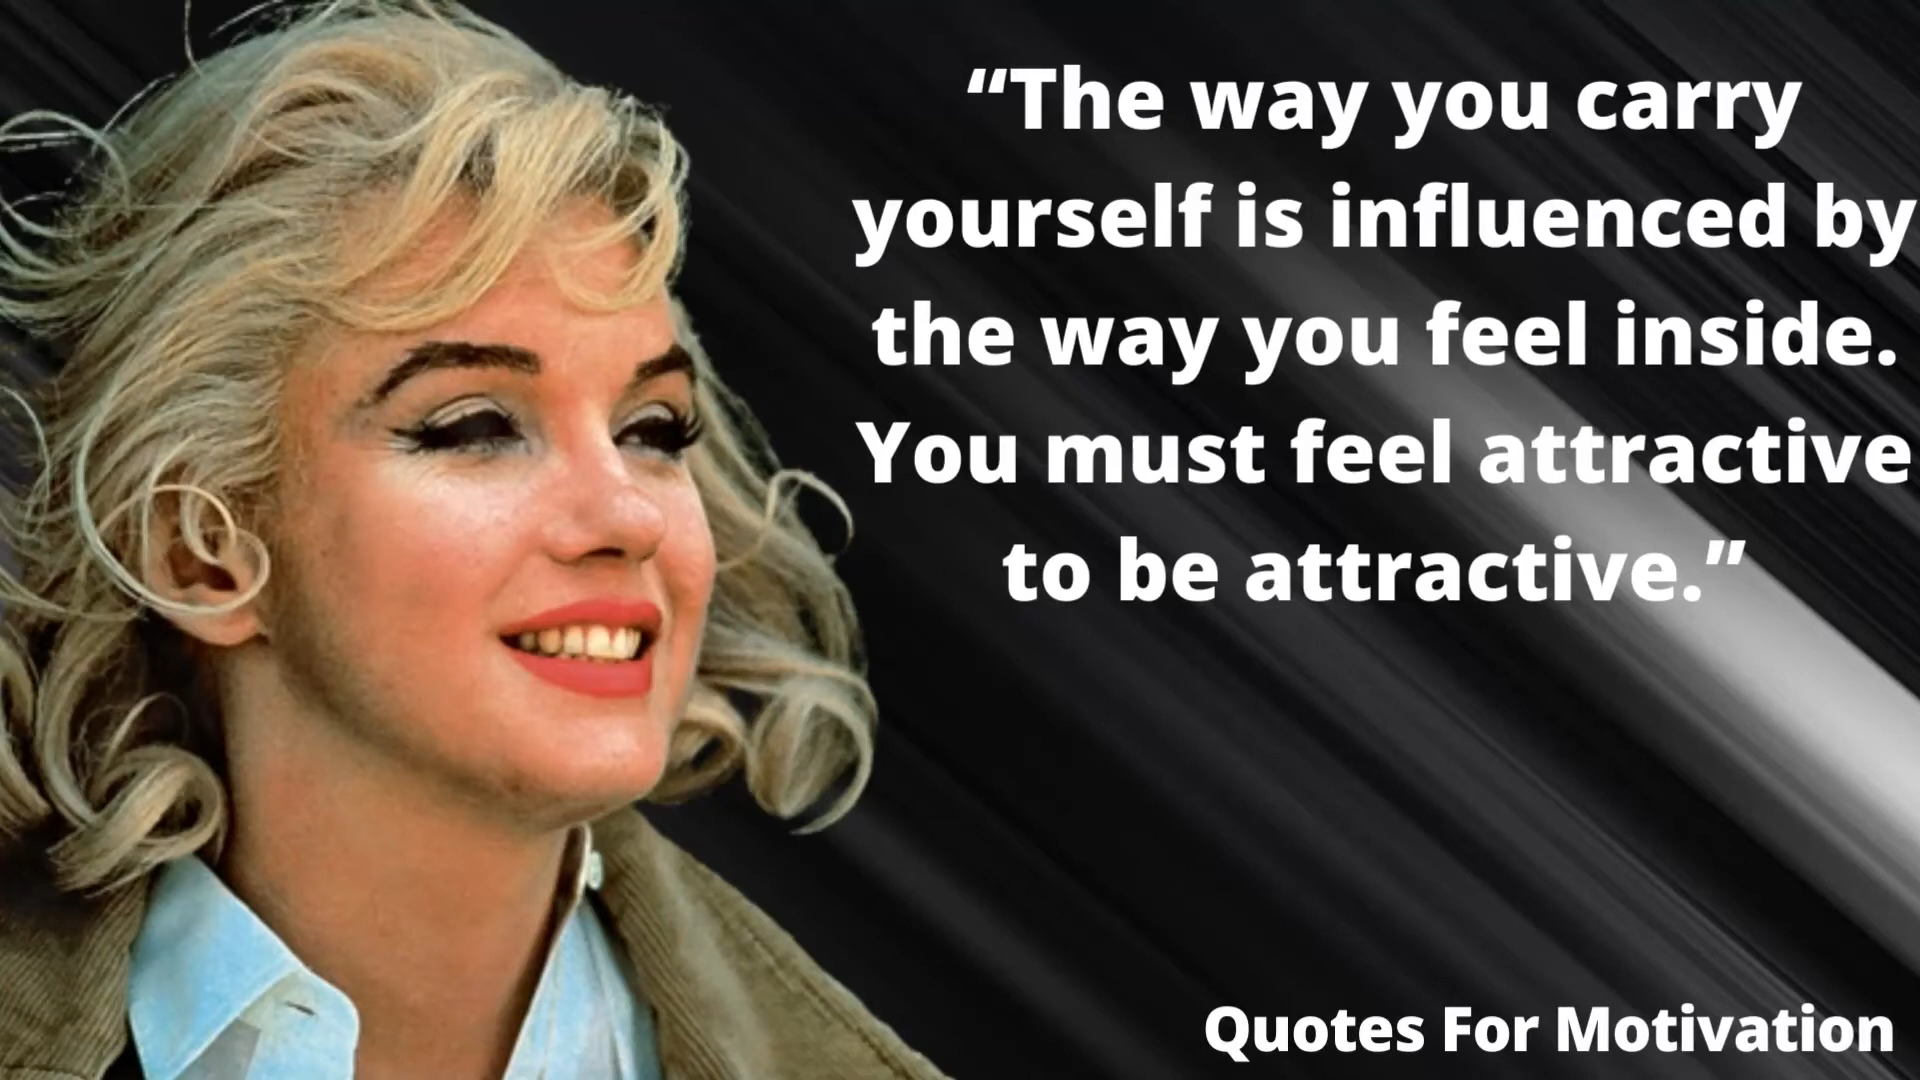 “The way you carry
yourself is influenced by
the way you feel inside.
You must feel attractive
to be attractive.”
Quotes For Motivation